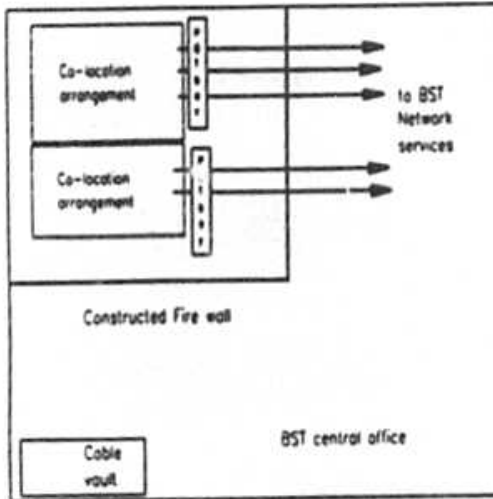 Co-location
arrangement
to BST
Network
services
Co-location
arrangement
Constructed Fire wall
BST central office
Cable
vault